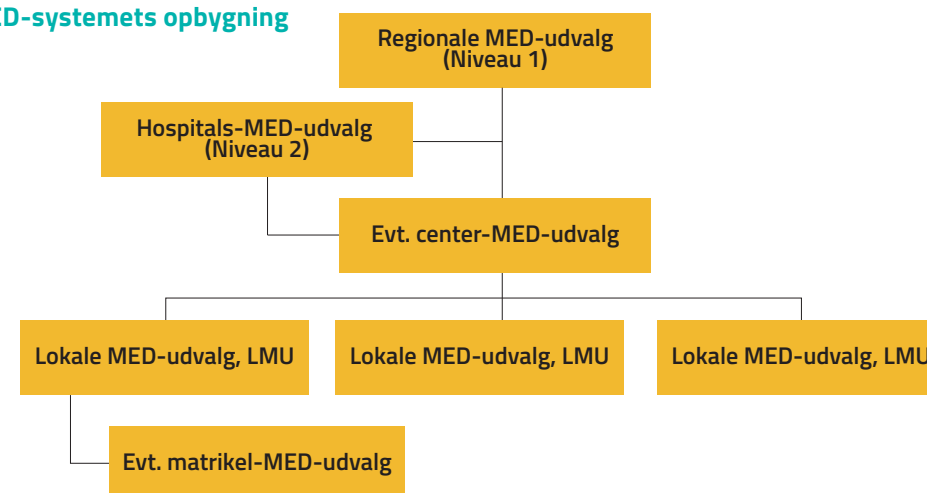 ED-systemets opbygning
Regionale MED-udvalg
(Niveau 1)
Hospitals-MED-udvalg
(Niveau 2)
Evt. center-MED-udvalg
Lokale MED-udvalg, LMU
Lokale MED-udvalg, LMU
Lokale MED-udvalg, LMU
Evt. matrikel-MED-udvalg